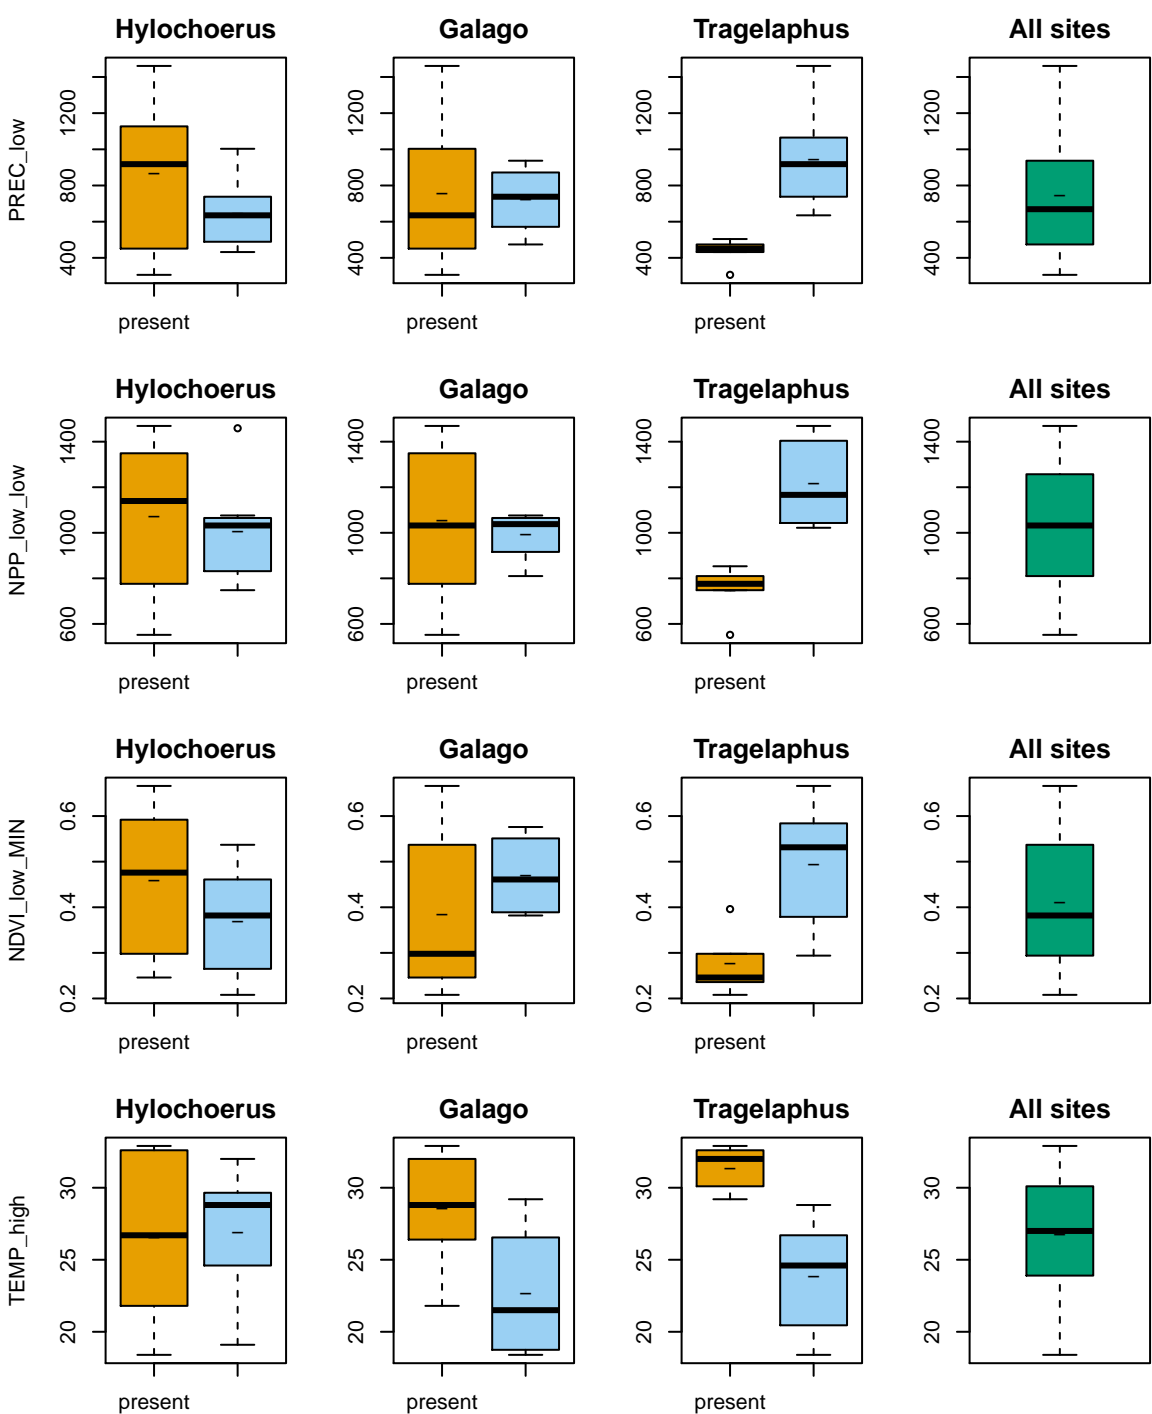 Hylochoerus Galago Tragelaphus All sites
PREC_low
400 800 1200
400 800 1200
400 800 1200
400 800 1200
present present present
Hylochoerus Galago Tragelaphus All sites
NPP_low_low
600 1000 1400
600 1000 1400
600 1000 1400
600 1000 1400
present present present
Hylochoerus Galago Tragelaphus All sites
NDVI_low_MIN
0.2 0.4 0.6
0.2 0.4 0.6
0.2 0.4 0.6
0.2 0.4 0.6
present present present
Hylochoerus Galago Tragelaphus All sites
TEMP_high
20 25 30
20 25 30
20 25 30
20 25 30
present present present